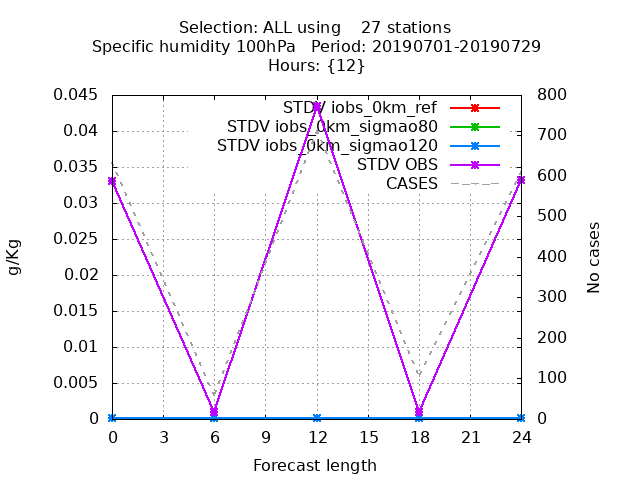 Selection: ALL using    27 stations
Specific humidity 100hPa   Period: 20190701-20190729
Hours: {12}
STDV iobs_0km_ref
STDV iobs_0km_sigmao80
STDV iobs_0km_sigmao120
STDV OBS
CASES
0.045
0.04
0.035
0.03
0.025
0.02
0.015
0.01
0.005
0
g/Kg
800
700
600
500
400
300
200
100
0
No cases
0 3 6 9 12 15 18 21 24
Forecast length